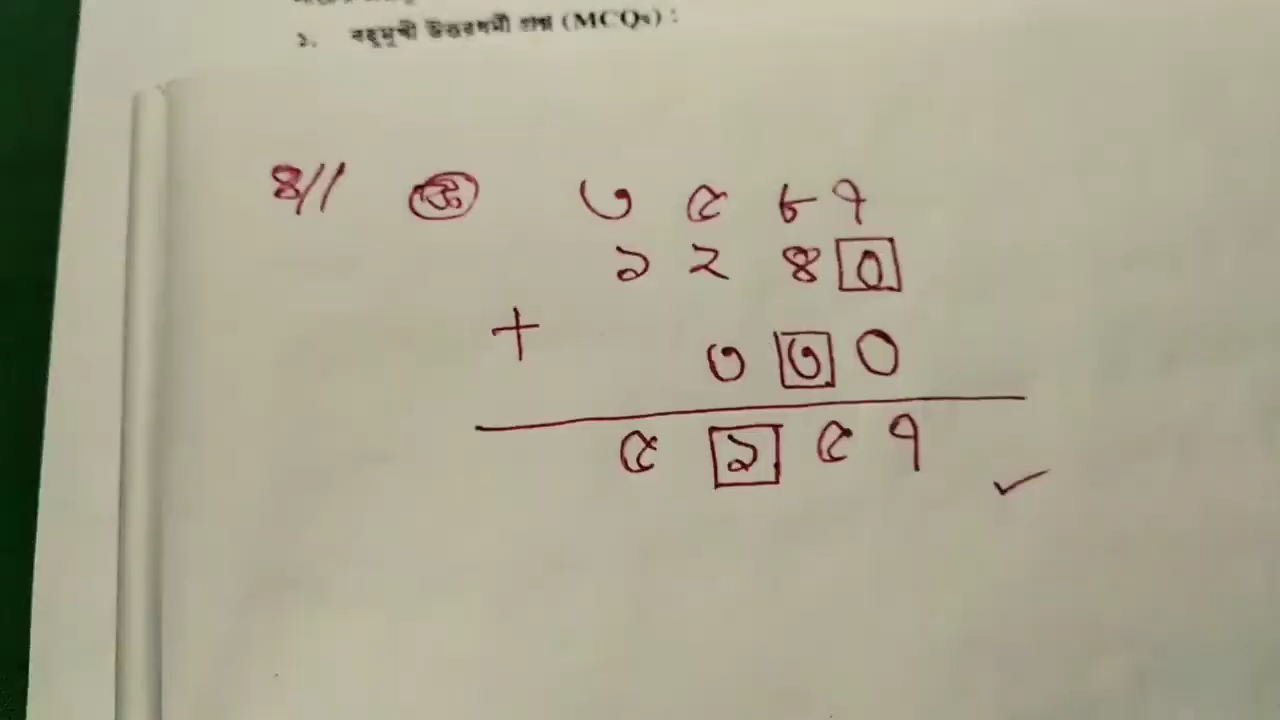 ১. বহুমুখী উত্তরধর্মী প্রশ্ন (MCQs) :
৪// ক ৩ ৫ ৮ ৭
১ ২ ৪ ০
+ ৩ ৩ ০
৫ ১ ৫ ৭ ✓